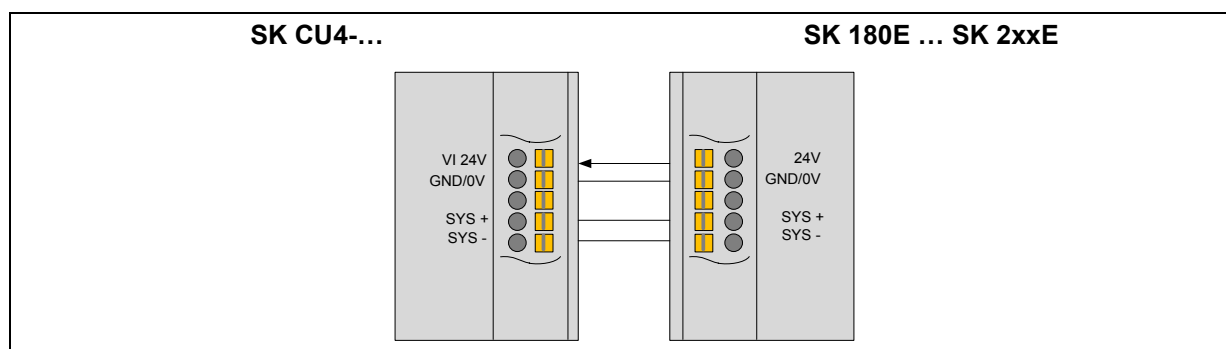 SK CU4-…
SK 180E … SK 2xxE
VI 24V
GND/0V
SYS +
SYS -
24V
GND/0V
SYS +
SYS -